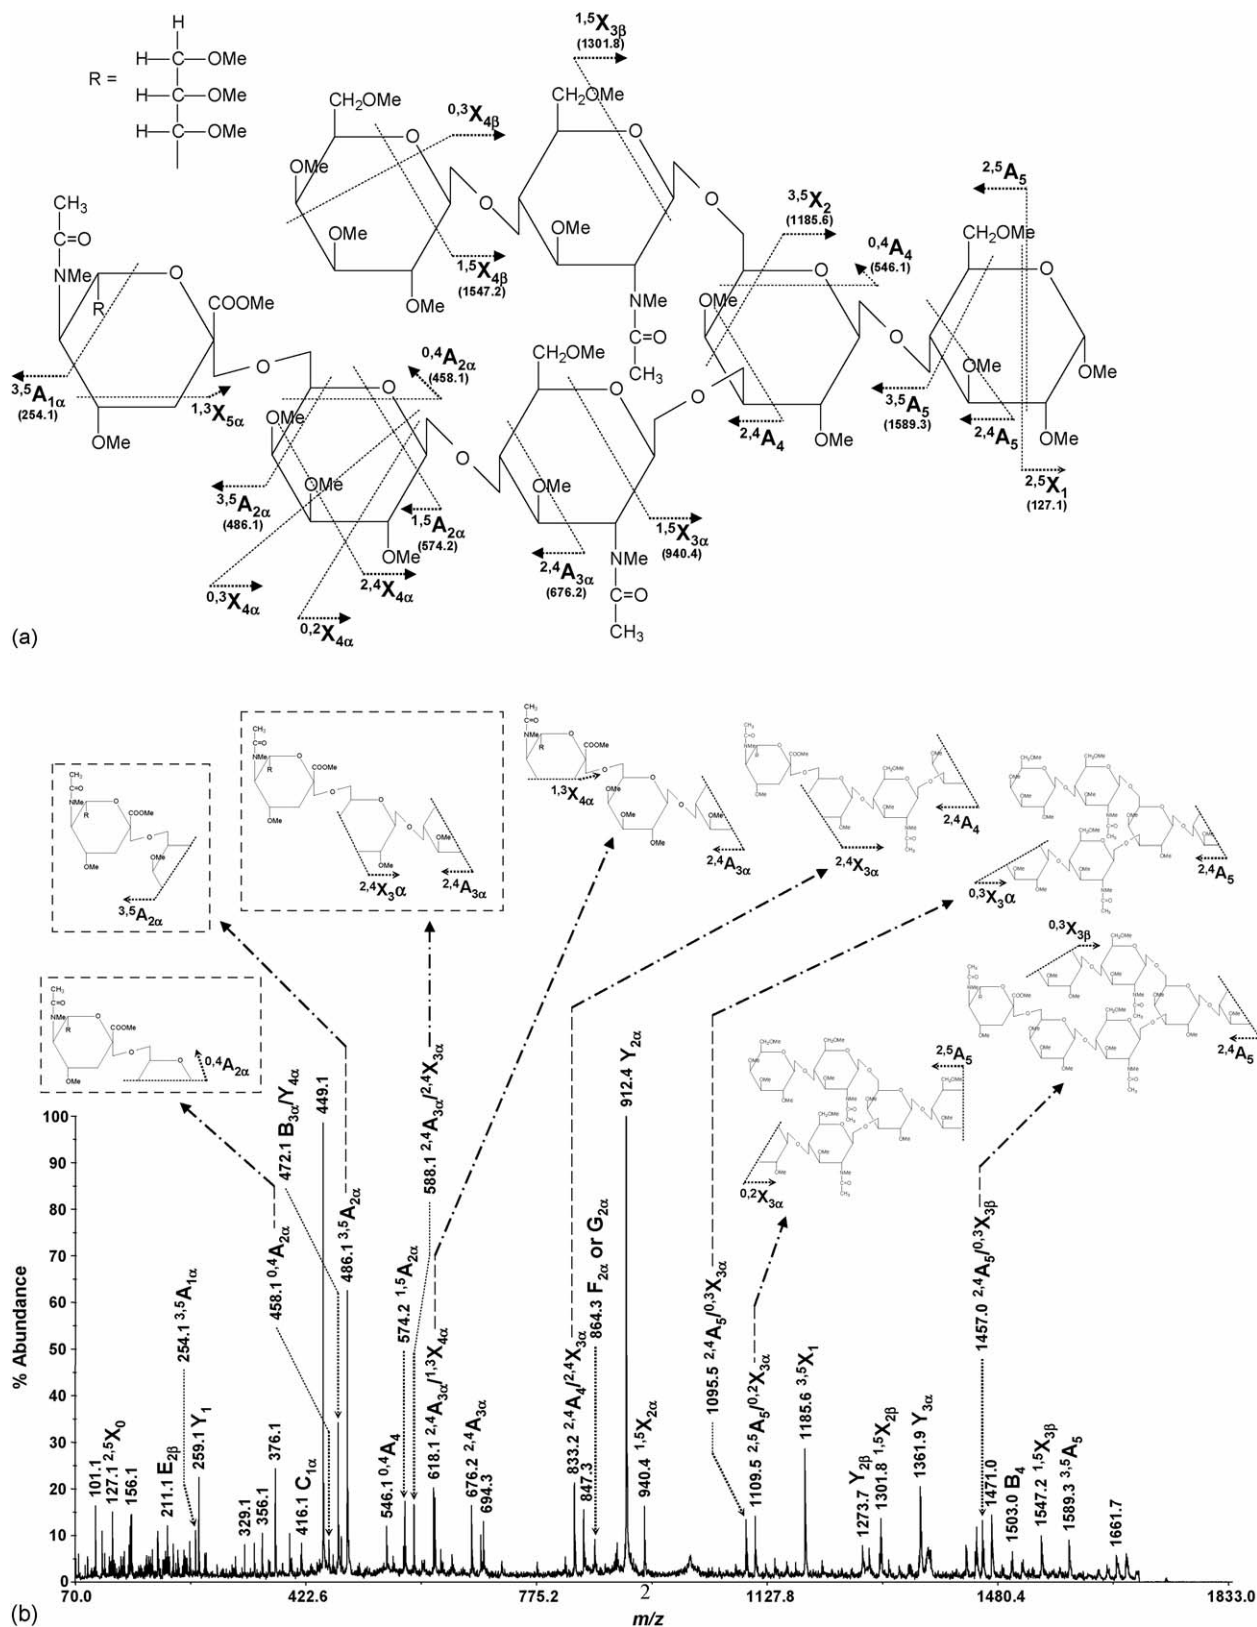 H
H—C—OMe
R = H—C—OMe
H—C—OMe
1,5X3β
(1301.8)
CH2OMe
0,3X4β
CH2OMe
O
O
2,5A5
OMe
O
3,5X2
(1185.6)
CH2OMe
CH3
C=O
NMe
O
OMe
OMe
1,5X4β
(1547.2)
OMe
O
0,4A4
(546.1)
O
R
COOMe
NMe
OMe
O
OMe
C=O
CH2OMe
CH3
O
OMe
OMe
3,5A1α
(254.1)
O
0,4A2α
(458.1)
O
O
3,5A5
(1589.3)
1,3X5α
OMe
O
2,4A4
OMe
2,4A5
OMe
OMe
O
OMe
2,5X1
(127.1)
3,5A2α
(486.1)
OMe
1,5A2α
(574.2)
OMe
1,5X3α
(940.4)
OMe
2,4A3α
(676.2)
NMe
0,3X4α
2,4X4α
C=O
0,2X4α
CH3
(a)
3,5A2α
2,4X3α
2,4A3α
1,3X4α
2,4A3α
2,4X3α
2,4A4
0,3X3α
2,4A5
0,3X3β
2,4A5
0,4A2α
2,5A5
0,2X3α
% Abundance
100
90
80
70
60
50
40
30
20
10
0
101.1
127.1 2,5X0
156.1
211.1 E2β
254.1 3,5A1α
259.1 Y1
329.1
356.1
376.1
416.1 C1α
449.1
458.1 0,4A2α
472.1 B3α/Y4α
486.1 3,5A2α
546.1 0,4A4
574.2 1,5A2α
588.1 2,4A3α/2,4X3α
618.1 2,4A3α/1,3X4α
676.2 2,4A3α
694.3
833.2 2,4A4/2,4X3α
847.3
864.3 F2α or G2α
912.4 Y2α
940.4 1,5X2α
1095.5 2,4A5/0,3X3α
1109.5 2,5A5/0,2X3α
1185.6 3,5X1
1273.7 Y2β
1301.8 1,5X2β
1361.9 Y3α
1457.0 2,4A5/0,3X3β
1471.0
1503.0 B4
1547.2 1,5X3β
1589.3 3,5A5
1661.7
70.0 422.6 775.2 2 1127.8 1480.4 1833.0
m/z
(b)